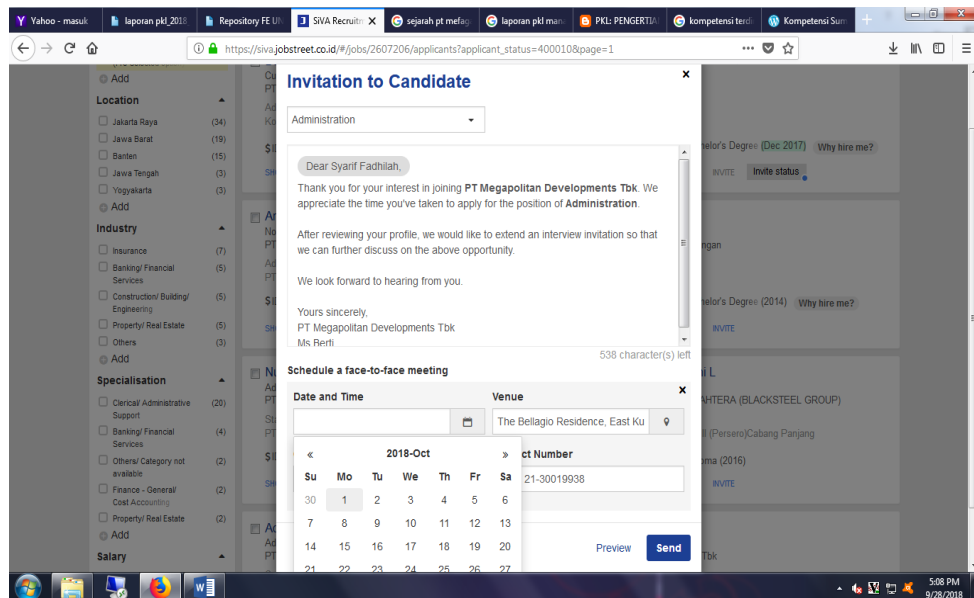 Yahoo - masuk
laporan pkl_2018
Repository FE UN
SiVA Recruitm
sejarah pt mefag
laporan pkl mana
PKL: PENGERTIA
kompetensi terdi
Kompetensi Sum
https://siva.jobstreet.co.id/#/jobs/2607206/applicants?applicant_status=400010&page=1
Add
Location
Jakarta Raya (34)
Jawa Barat (19)
Banten (15)
Jawa Tengah (3)
Yogyakarta (3)
Add
Industry
Insurance (7)
Banking/ Financial (5)
Services
Construction/ Building/ (5)
Engineering
Property/ Real Estate (5)
Others (3)
Add
Specialisation
Clerical/ Administrative (20)
Support
Banking/ Financial (4)
Services
Others/ Category not (2)
available
Finance - General/ (2)
Cost Accounting
Property/ Real Estate (2)
Add
Salary
Invitation to Candidate
x
Administration
Dear Syarif Fadhilah,
Thank you for your interest in joining PT Megapolitan Developments Tbk. We
appreciate the time you've taken to apply for the position of Administration.
After reviewing your profile, we would like to extend an interview invitation so that
we can further discuss on the above opportunity.
We look forward to hearing from you.
Yours sincerely,
PT Megapolitan Developments Tbk
Ms Berti
538 character(s) left
Schedule a face-to-face meeting
x
Date and Time
Venue
The Bellagio Residence, East Ku
« 2018-Oct »
Su Mo Tu We Th Fr Sa
30 1 2 3 4 5 6
7 8 9 10 11 12 13
14 15 16 17 18 19 20
21 22 23 24 25 26 27
ct Number
21-30019938
Preview
Send
helor's Degree (Dec 2017) Why hire me?
INVITE Invite status
ngan
helor's Degree (2014) Why hire me?
INVITE
ni L
AHTERA (BLACKSTEEL GROUP)
II (Persero)Cabang Panjang
oma (2016)
INVITE
Tbk
5:08 PM
9/28/2018